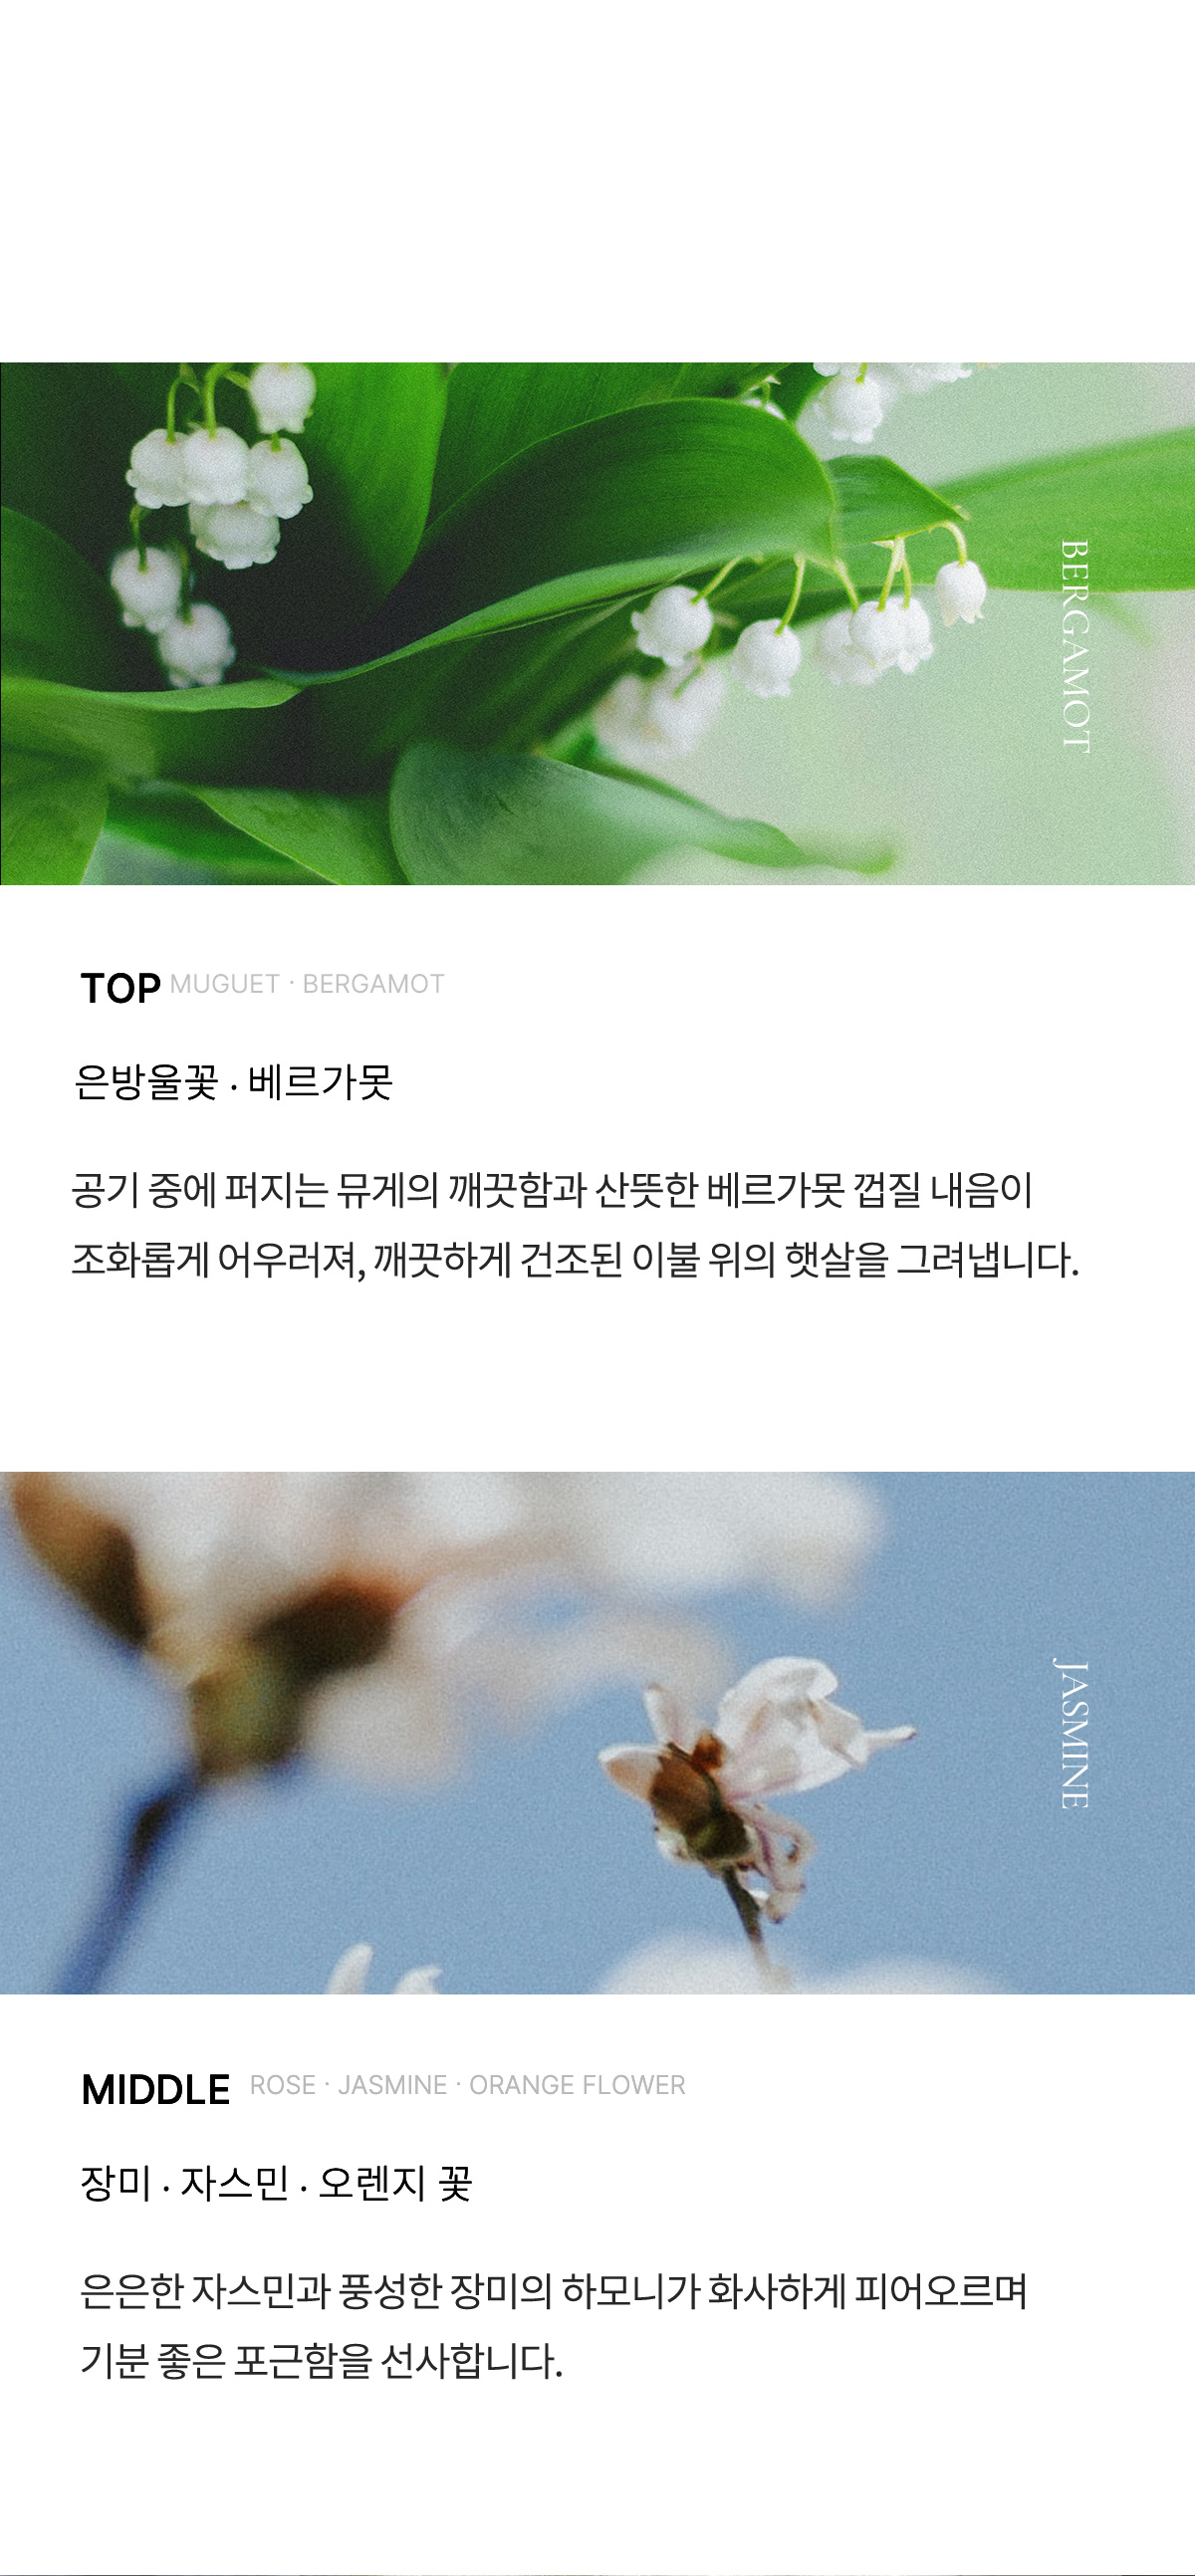 BERGAMOT
TOP MUGUET · BERGAMOT
은방울꽃 · 베르가못
공기 중에 퍼지는 뮤게의 깨끗함과 산뜻한 베르가못 껍질 내음이
조화롭게 어우러져, 깨끗하게 건조된 이불 위의 햇살을 그려냅니다.
JASMINE
MIDDLE ROSE · JASMINE · ORANGE FLOWER
장미 · 자스민 · 오렌지 꽃
은은한 자스민과 풍성한 장미의 하모니가 화사하게 피어오르며
기분 좋은 포근함을 선사합니다.